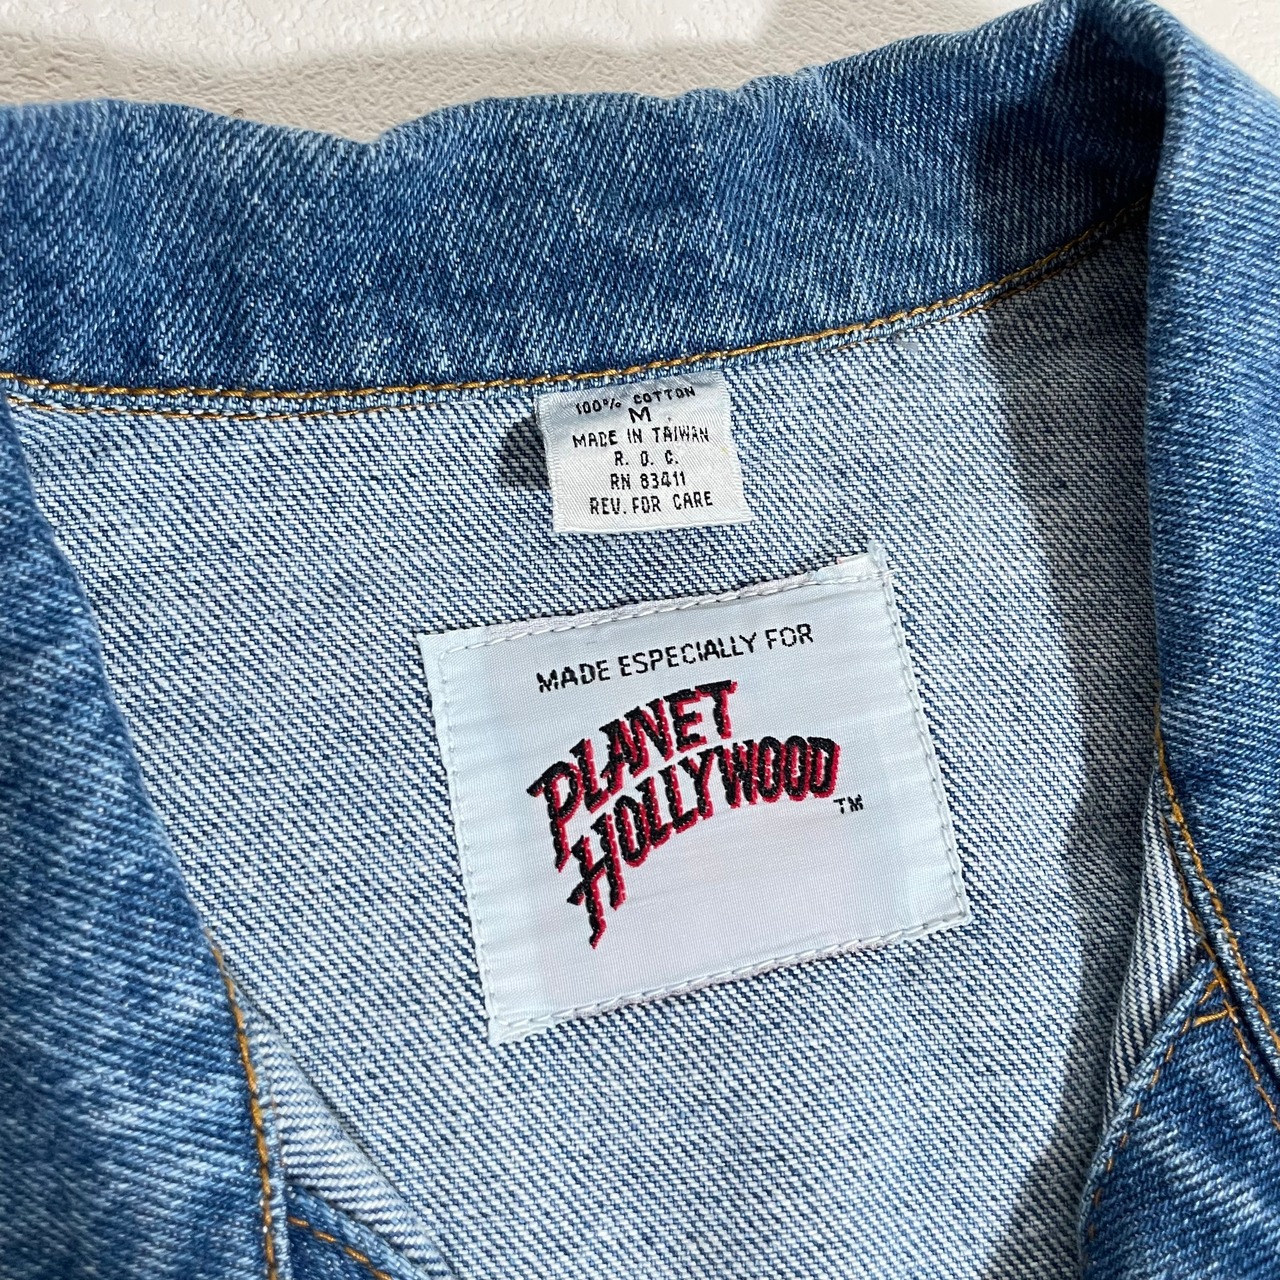 100% COTTON
M
MADE IN TAIWAN
R. O. C.
RN 83411
REV. FOR CARE
MADE ESPECIALLY FOR
PLANET
HOLLYWOOD
TM